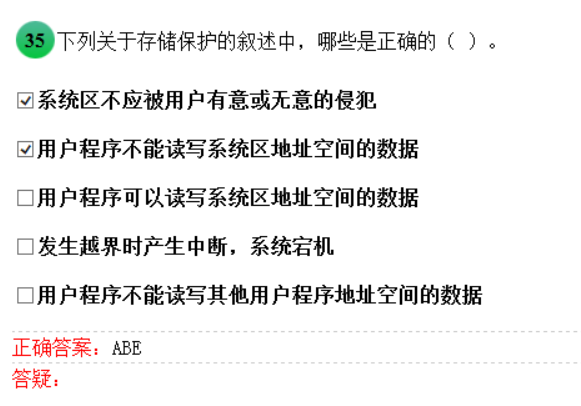 35 下列关于存储保护的叙述中，哪些是正确的（ ）。
系统区不应被用户有意或无意的侵犯
用户程序不能读写系统区地址空间的数据
用户程序可以读写系统区地址空间的数据
发生越界时产生中断，系统宕机
用户程序不能读写其他用户程序地址空间的数据
正确答案：ABE
答疑：